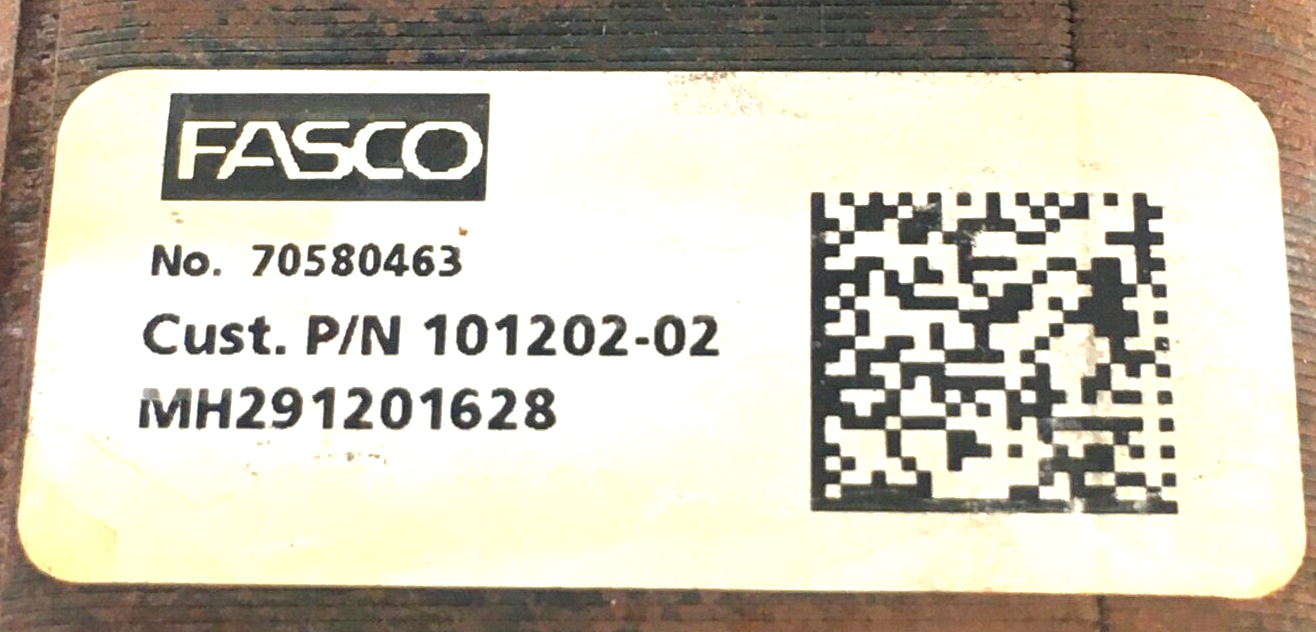 FASCO
No. 70580463
Cust. P/N 101202-02
MH291201628